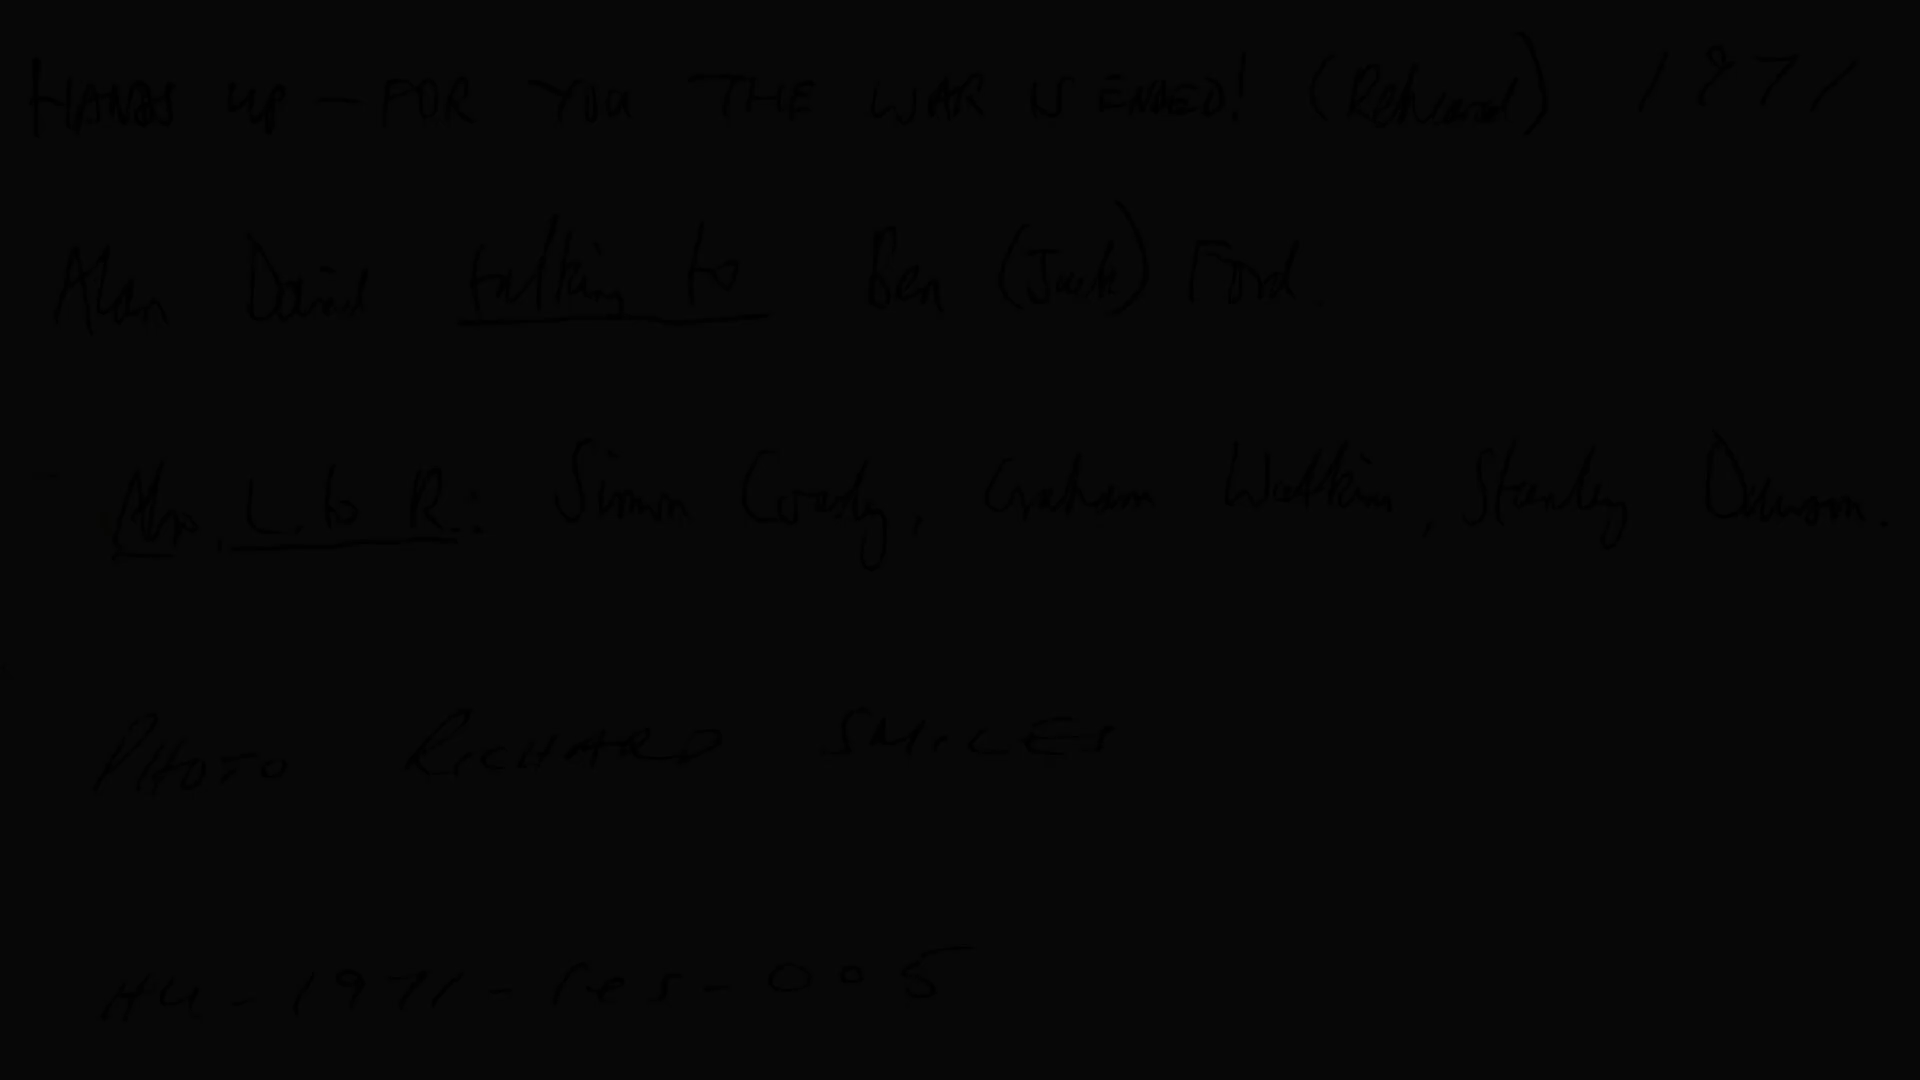 HANDS UP - FOR YOU THE WAR IS ENDED! (Rehearsal) 1971
Alan David talking to Ben (Jack) Ford.
Also, L. to R.: Simon Graham Watkins, Stanley Dawson.
PHOTO RICHARD SMILES
HU-1971-res-005